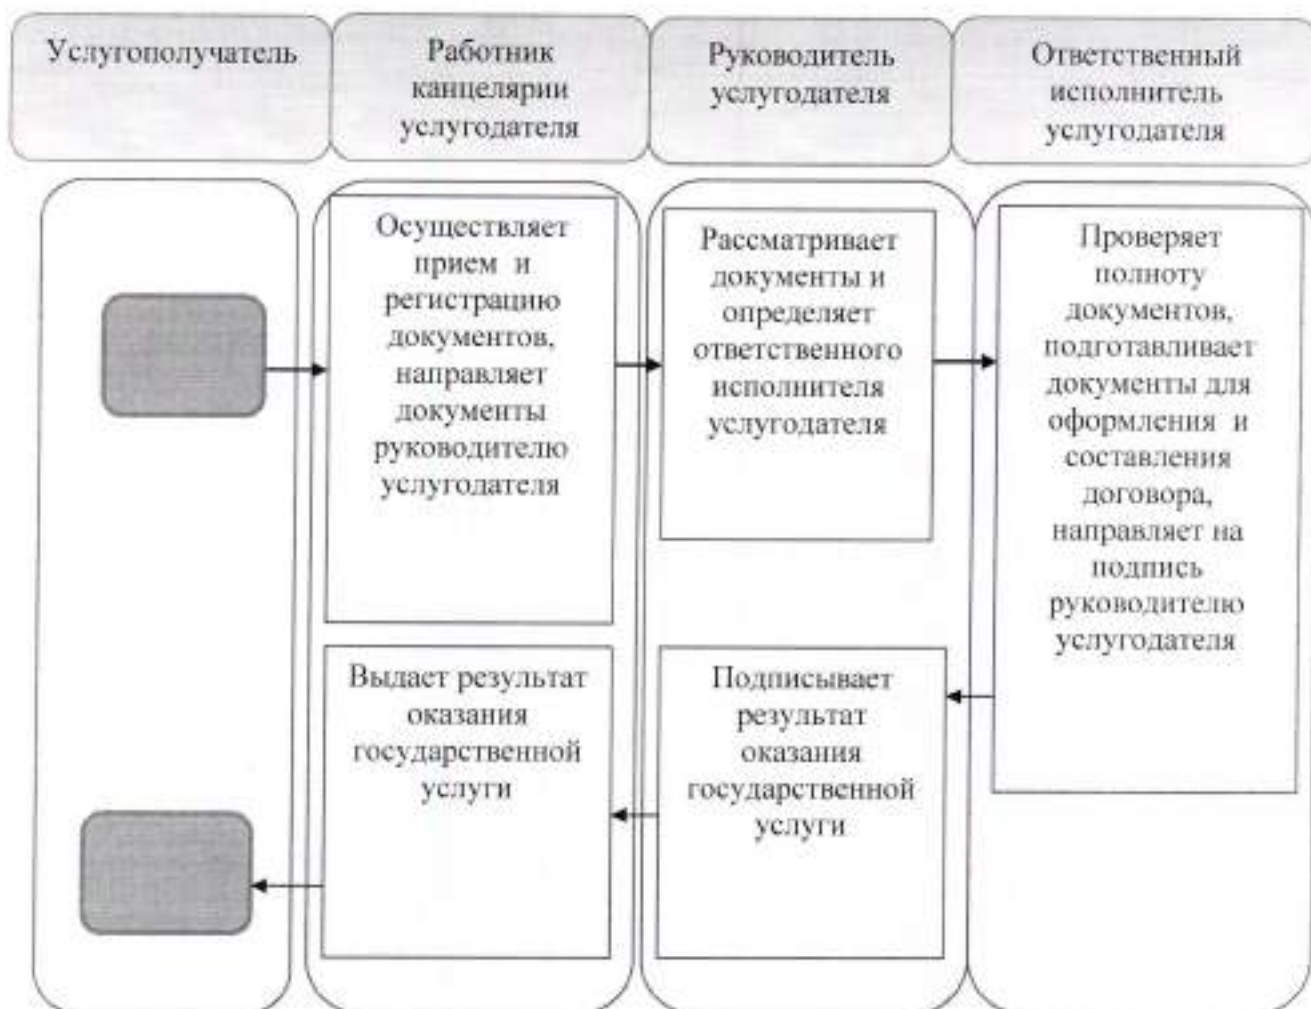 Услугополучатель
Работник
канцелярии
услугодателя
Руководитель
услугодателя
Ответственный
исполнитель
услугодателя
Осуществляет
прием и
регистрацию
документов,
направляет
документы
руководителю
услугодателя
Рассматривает
документы и
определяет
ответственного
исполнителя
услугодателя
Проверяет
полноту
документов,
подготавливает
документы для
оформления и
составления
договора,
направляет на
подпись
руководителю
услугодателя
Выдает результат
оказания
государственной
услуги
Подписывает
результат
оказания
государственной
услуги